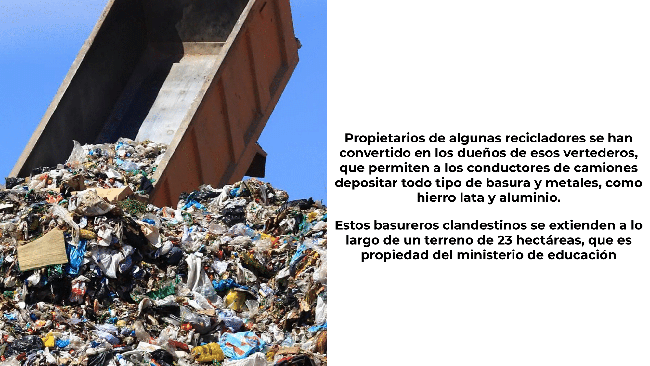 Propietarios de algunas recicladores se han
convertido en los dueños de esos vertederos,
que permiten a los conductores de camiones
depositar todo tipo de basura y metales, como
hierro lata y aluminio.
Estos basureros clandestinos se extienden a lo
largo de un terreno de 23 hectáreas, que es
propiedad del ministerio de educación